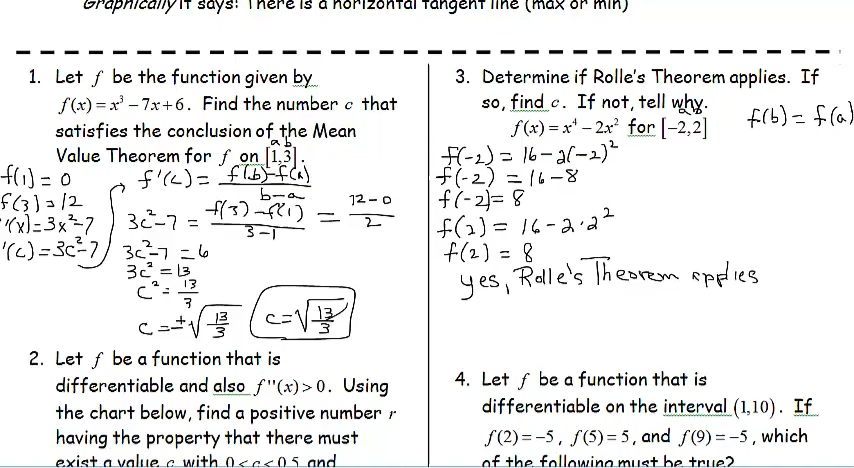 Graphically it says: There is a horizontal tangent line (max or min)
1. Let f be the function given by
f(x) = x³ – 7x + 6. Find the number c that
satisfies the conclusion of the Mean
a b
Value Theorem for f on [1,3].
f(1) = 0
f(3) = 12
'(x) = 3x² - 7
'(c) = 3c² - 7
f'(c) = f(b) - f(a) / b - a
3c² - 7 = f(3) - f(1) / 3 - 1 = 12 - 0 / 2
3c² - 7 = 6
3c² = 13
c² = 13/3
c = ±√13/3
c = √13/3
2. Let f be a function that is
differentiable and also f''(x) > 0. Using
the chart below, find a positive number r
having the property that there must
exist a value c with 0 < c < 0.5 and
3. Determine if Rolle's Theorem applies. If
so, find c. If not, tell why.
a b
f(x) = x⁴ – 2x² for [-2,2]
f(b) = f(a)
f(-2) = 16 - 2(-2)²
f(-2) = 16 - 8
f(-2) = 8
f(2) = 16 - 2·2²
f(2) = 8
yes, Rolle's Theorem applies
4. Let f be a function that is
differentiable on the interval (1,10). If
f(2) = -5, f(5) = 5, and f(9) = -5, which
of the following must be true?